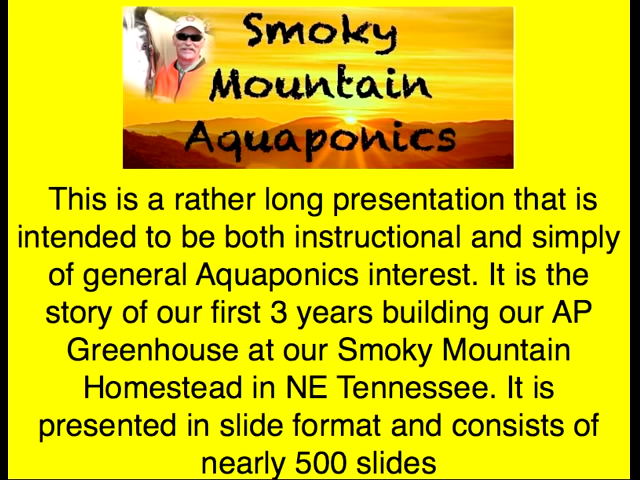 Smoky
Mountain
Aquaponics
This is a rather long presentation that is
intended to be both instructional and simply
of general Aquaponics interest. It is the
story of our first 3 years building our AP
Greenhouse at our Smoky Mountain
Homestead in NE Tennessee. It is
presented in slide format and consists of
nearly 500 slides